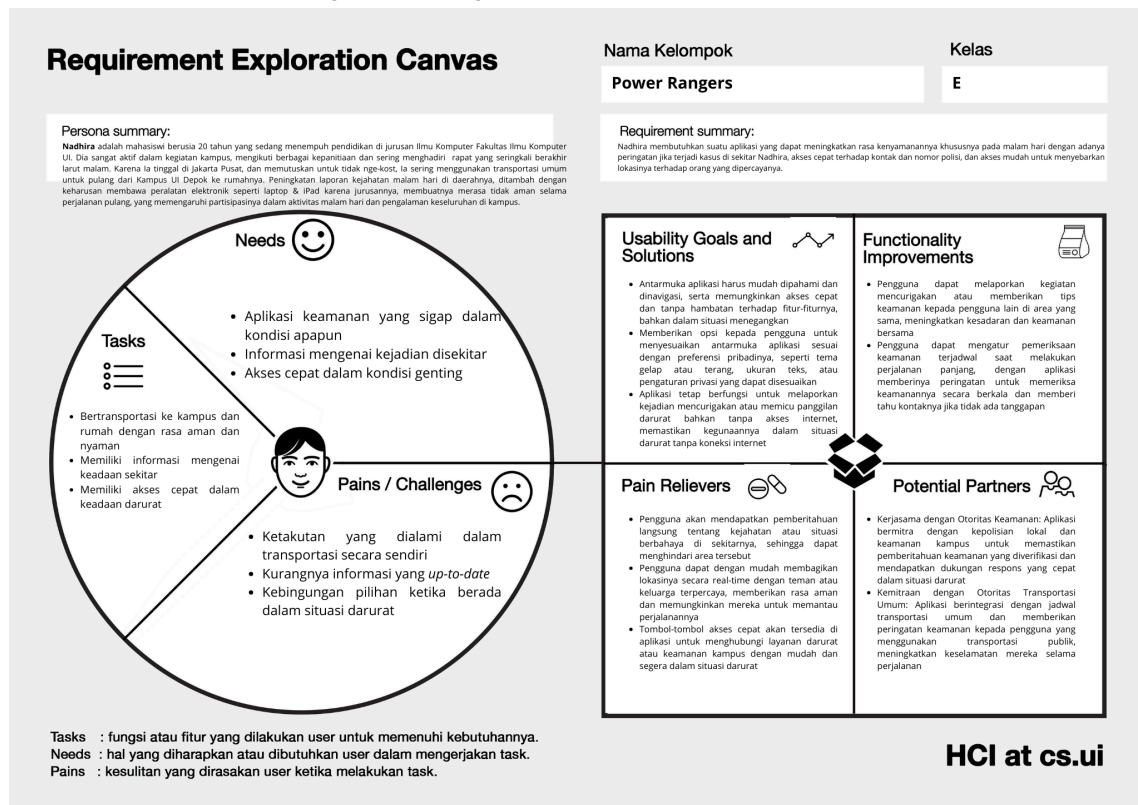 Requirement Exploration Canvas
Nama Kelompok
Kelas
Power Rangers
E
Persona summary:
Nadhira adalah mahasiswi berusia 20 tahun yang sedang menempuh pendidikan di jurusan Ilmu Komputer Fakultas Ilmu Komputer
UI. Dia sangat aktif dalam kegiatan kampus, mengikuti berbagai kepanitiaan dan sering menghadiri rapat yang seringkali berakhir
larut malam. Karena Ia tinggal di Jakarta Pusat, dan memutuskan untuk tidak nge-kost, Ia sering menggunakan transportasi umum
untuk pulang dari Kampus UI Depok ke rumahnya. Peningkatan laporan kejahatan malam hari di daerahnya, ditambah dengan
keharusan membawa peralatan elektronik seperti laptop & iPad karena jurusannya, membuatnya merasa tidak aman selama
perjalanan pulang, yang memengaruhi partisipasinya dalam aktivitas malam hari dan pengalaman keseluruhan di kampus.
Requirement summary:
Nadhira membutuhkan suatu aplikasi yang dapat meningkatkan rasa kenyamanannya khususnya pada malam hari dengan adanya
peringatan jika terjadi kasus di sekitar Nadhira, akses cepat terhadap kontak dan nomor polisi, dan akses mudah untuk menyebarkan
lokasinya terhadap orang yang dipercayanya.
Needs
• Aplikasi keamanan yang sigap dalam
kondisi apapun
• Informasi mengenai kejadian disekitar
• Akses cepat dalam kondisi genting
Tasks
• Bertransportasi ke kampus dan
rumah dengan rasa aman dan
nyaman
• Memiliki informasi mengenai
keadaan sekitar
• Memiliki akses cepat dalam
keadaan darurat
Pains / Challenges
• Ketakutan yang dialami dalam
transportasi secara sendiri
• Kurangnya informasi yang up-to-date
• Kebingungan pilihan ketika berada
dalam situasi darurat
Usability Goals and
Solutions
• Antarmuka aplikasi harus mudah dipahami dan
dinavigasi, serta memungkinkan akses cepat
dan tanpa hambatan terhadap fitur-fiturnya,
bahkan dalam situasi menegangkan
• Memberikan opsi kepada pengguna untuk
menyesuaikan antarmuka aplikasi sesuai
dengan preferensi pribadinya, seperti tema
gelap atau terang, ukuran teks, atau
pengaturan privasi yang dapat disesuaikan
• Aplikasi tetap berfungsi untuk melaporkan
kejadian mencurigakan atau memicu panggilan
darurat bahkan tanpa akses internet,
memastikan kegunaannya dalam situasi
darurat tanpa koneksi internet
Functionality
Improvements
• Pengguna dapat melaporkan kegiatan
mencurigakan atau memberikan tips
keamanan kepada pengguna lain di area yang
sama, meningkatkan kesadaran dan keamanan
bersama
• Pengguna dapat mengatur pemeriksaan
keamanan terjadwal saat melakukan
perjalanan panjang, dengan aplikasi
memberinya peringatan untuk memeriksa
keamanannya secara berkala dan memberi
tahu kontaknya jika tidak ada tanggapan
Pain Relievers
• Pengguna akan mendapatkan pemberitahuan
langsung tentang kejahatan atau situasi
berbahaya di sekitarnya, sehingga dapat
menghindari area tersebut
• Pengguna dapat dengan mudah membagikan
lokasinya secara real-time dengan teman atau
keluarga terpercaya, memberikan rasa aman
dan memungkinkan mereka untuk memantau
perjalanannya
• Tombol-tombol akses cepat akan tersedia di
aplikasi untuk menghubungi layanan darurat
atau keamanan kampus dengan mudah dan
segera dalam situasi darurat
Potential Partners
• Kerjasama dengan Otoritas Keamanan: Aplikasi
bermitra dengan kepolisian lokal dan
keamanan kampus untuk memastikan
pemberitahuan keamanan yang diverifikasi dan
mendapatkan dukungan respons yang cepat
dalam situasi darurat
• Kemitraan dengan Otoritas Transportasi
Umum: Aplikasi berintegrasi dengan jadwal
transportasi umum dan memberikan
peringatan keamanan kepada pengguna yang
menggunakan transportasi publik,
meningkatkan keselamatan mereka selama
perjalanan
Tasks : fungsi atau fitur yang dilakukan user untuk memenuhi kebutuhannya.
Needs : hal yang diharapkan atau dibutuhkan user dalam mengerjakan task.
Pains : kesulitan yang dirasakan user ketika melakukan task.
HCI at cs.ui